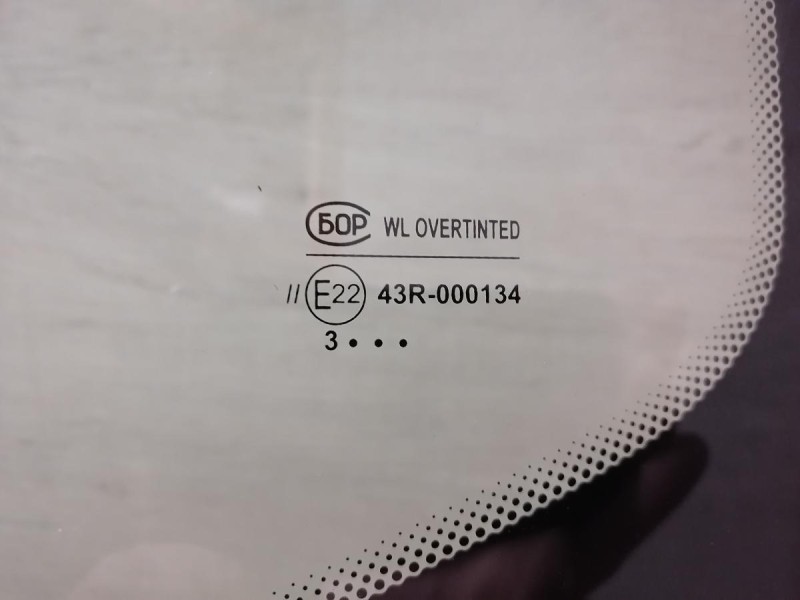 БОР WL OVERTINTED
// E22 43R-000134
3 • • •